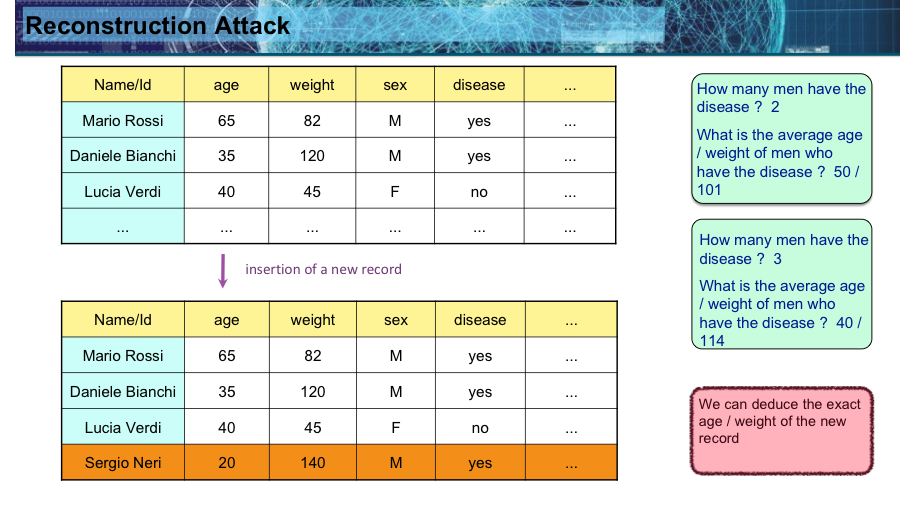 Reconstruction Attack
Name/Id age weight sex disease ...
Mario Rossi 65 82 M yes ...
Daniele Bianchi 35 120 M yes ...
Lucia Verdi 40 45 F no ...
... ... ... ... ... ...
How many men have the
disease ? 2
What is the average age
/ weight of men who
have the disease ? 50 /
101
insertion of a new record
Name/Id age weight sex disease ...
Mario Rossi 65 82 M yes ...
Daniele Bianchi 35 120 M yes ...
Lucia Verdi 40 45 F no ...
Sergio Neri 20 140 M yes ...
How many men have the
disease ? 3
What is the average age
/ weight of men who
have the disease ? 40 /
114
We can deduce the exact
age / weight of the new
record